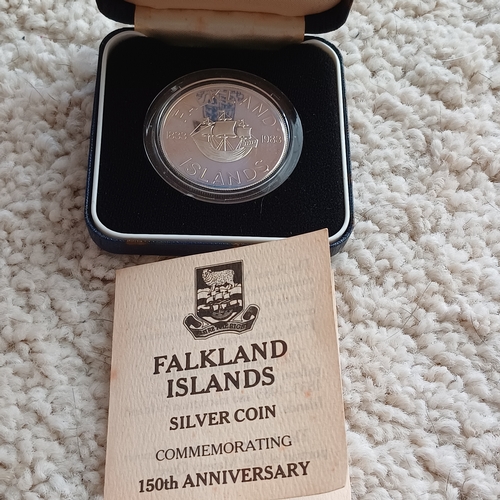 FALKLAND
1833 1983
ISLANDS
FALKLAND
ISLANDS
SILVER COIN
COMMEMORATING
150th ANNIVERSARY